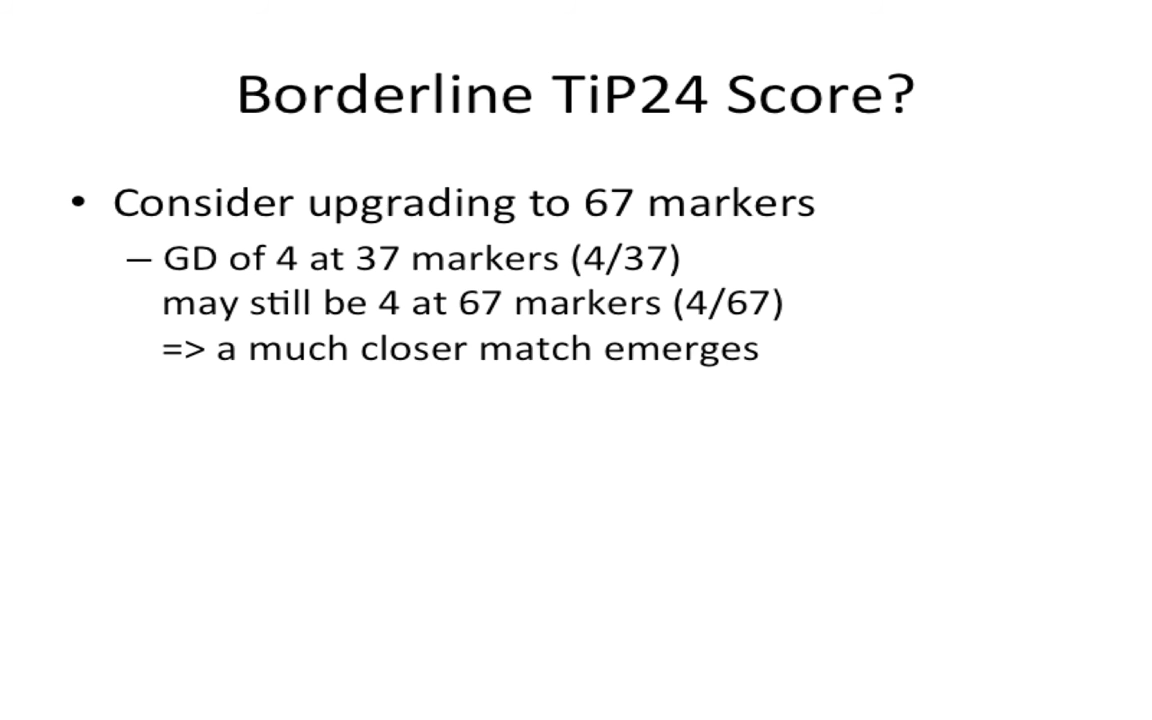 Borderline TiP24 Score?
• Consider upgrading to 67 markers
– GD of 4 at 37 markers (4/37)
may still be 4 at 67 markers (4/67)
=> a much closer match emerges